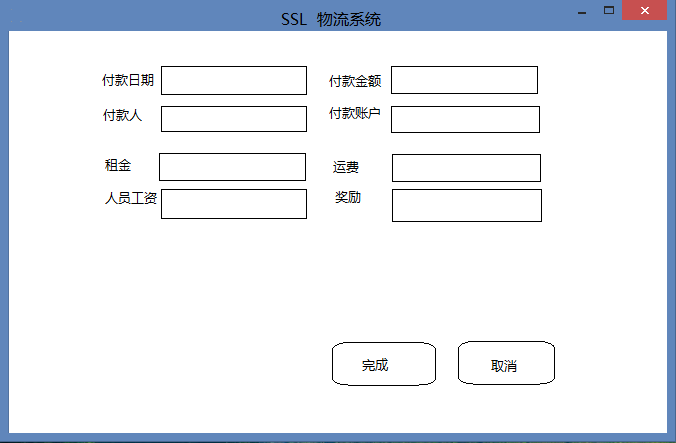 SSL 物流系统
付款日期 付款金额
付款人 付款账户
租金 运费
人员工资 奖励
完成 取消